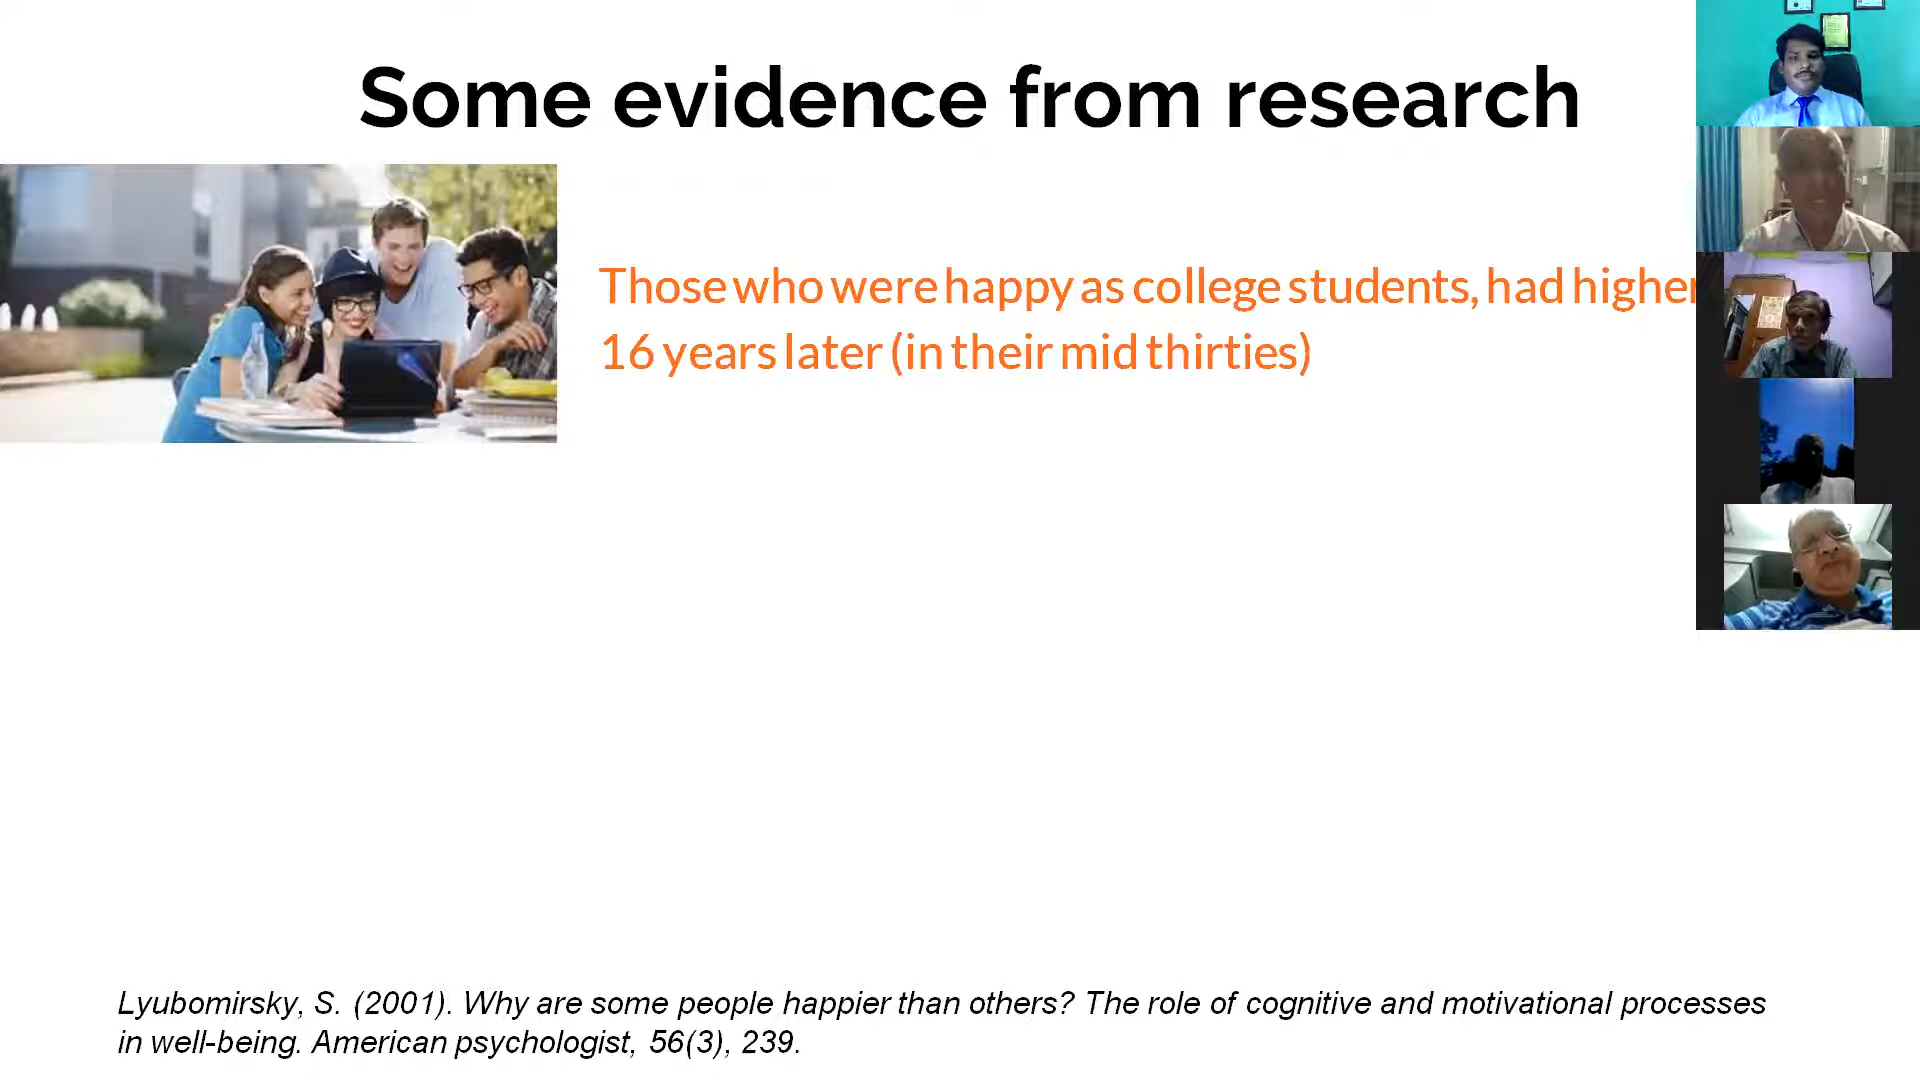 Some evidence from research
Those who were happy as college students, had higher
16 years later (in their mid thirties)
Lyubomirsky, S. (2001). Why are some people happier than others? The role of cognitive and motivational processes
in well-being. American psychologist, 56(3), 239.